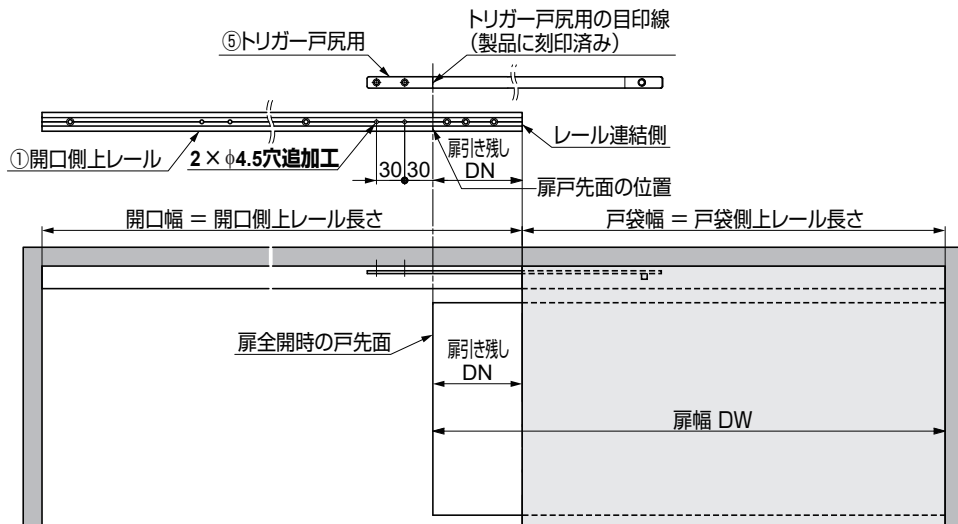 トリガー戸尻用の目印線
(製品に刻印済み)
⑤トリガー戸尻用
①開口側上レール
2×φ4.5穴追加工
30
30
扉引き残し
DN
レール連結側
扉戸先面の位置
開口幅 = 開口側上レール長さ
戸袋幅 = 戸袋側上レール長さ
扉全開時の戸先面
扉引き残し
DN
扉幅 DW